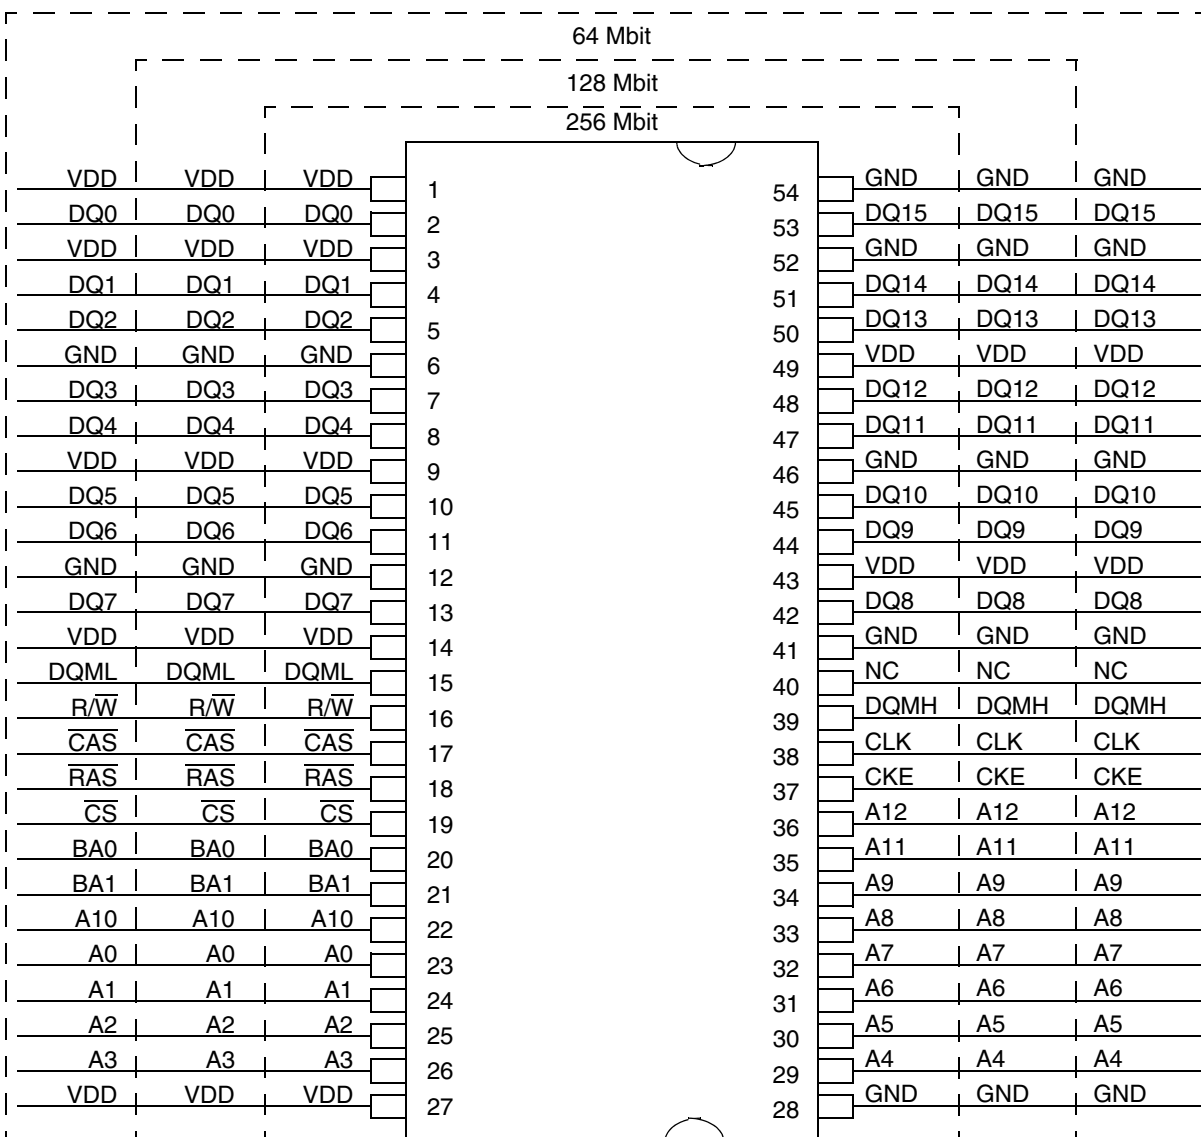 64 Mbit
128 Mbit
256 Mbit
VDD VDD VDD 1 54 GND GND GND
DQ0 DQ0 DQ0 2 53 DQ15 DQ15 DQ15
VDD VDD VDD 3 52 GND GND GND
DQ1 DQ1 DQ1 4 51 DQ14 DQ14 DQ14
DQ2 DQ2 DQ2 5 50 DQ13 DQ13 DQ13
GND GND GND 6 49 VDD VDD VDD
DQ3 DQ3 DQ3 7 48 DQ12 DQ12 DQ12
DQ4 DQ4 DQ4 8 47 DQ11 DQ11 DQ11
VDD VDD VDD 9 46 GND GND GND
DQ5 DQ5 DQ5 10 45 DQ10 DQ10 DQ10
DQ6 DQ6 DQ6 11 44 DQ9 DQ9 DQ9
GND GND GND 12 43 VDD VDD VDD
DQ7 DQ7 DQ7 13 42 DQ8 DQ8 DQ8
VDD VDD VDD 14 41 GND GND GND
DQML DQML DQML 15 40 NC NC NC
R/W̅ R/W̅ R/W̅ 16 39 DQMH DQMH DQMH
C̅A̅S̅ C̅A̅S̅ C̅A̅S̅ 17 38 CLK CLK CLK
R̅A̅S̅ R̅A̅S̅ R̅A̅S̅ 18 37 CKE CKE CKE
C̅S̅ C̅S̅ C̅S̅ 19 36 A12 A12 A12
BA0 BA0 BA0 20 35 A11 A11 A11
BA1 BA1 BA1 21 34 A9 A9 A9
A10 A10 A10 22 33 A8 A8 A8
A0 A0 A0 23 32 A7 A7 A7
A1 A1 A1 24 31 A6 A6 A6
A2 A2 A2 25 30 A5 A5 A5
A3 A3 A3 26 29 A4 A4 A4
VDD VDD VDD 27 28 GND GND GND